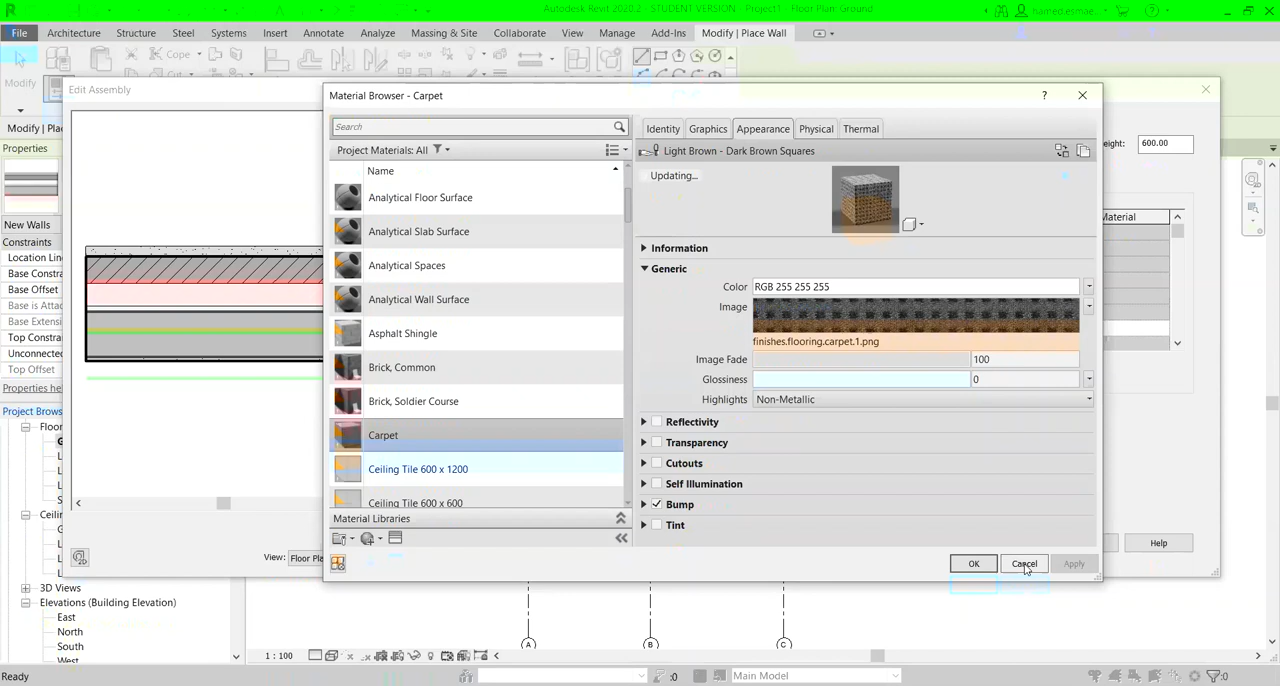 Autodesk Revit 2020.2 - STUDENT VERSION - Project1 - Floor Plan: Ground
hamed.esmae...
File Architecture Structure Steel Systems Insert Annotate Analyze Massing & Site Collaborate View Manage Add-Ins Modify | Place Wall
Cope
Cut
Modify
Edit Assembly
Modify | Plac
Properties
New Walls
Constraints
Location Lin
Base Constra
Base Offset
Base is Attac
Base Extensi
Top Constra
Unconnected
Top Offset
Properties he
Project Brows
Floor
Ceilin
3D Views
Elevations (Building Elevation)
East
North
South
West
View: Floor Pla
Material Browser - Carpet
?
Search
Project Materials: All
Name
Analytical Floor Surface
Analytical Slab Surface
Analytical Spaces
Analytical Wall Surface
Asphalt Shingle
Brick, Common
Brick, Soldier Course
Carpet
Ceiling Tile 600 x 1200
Ceiling Tile 600 x 600
Material Libraries
Identity Graphics Appearance Physical Thermal
Light Brown - Dark Brown Squares
Updating...
Information
Generic
Color RGB 255 255 255
Image
finishes.flooring.carpet.1.png
Image Fade 100
Glossiness 0
Highlights Non-Metallic
Reflectivity
Transparency
Cutouts
Self Illumination
Bump
Tint
OK Cancel Apply
eight: 600.00
Material
Help
A B C
1 : 100
Ready
:0
Main Model
:0